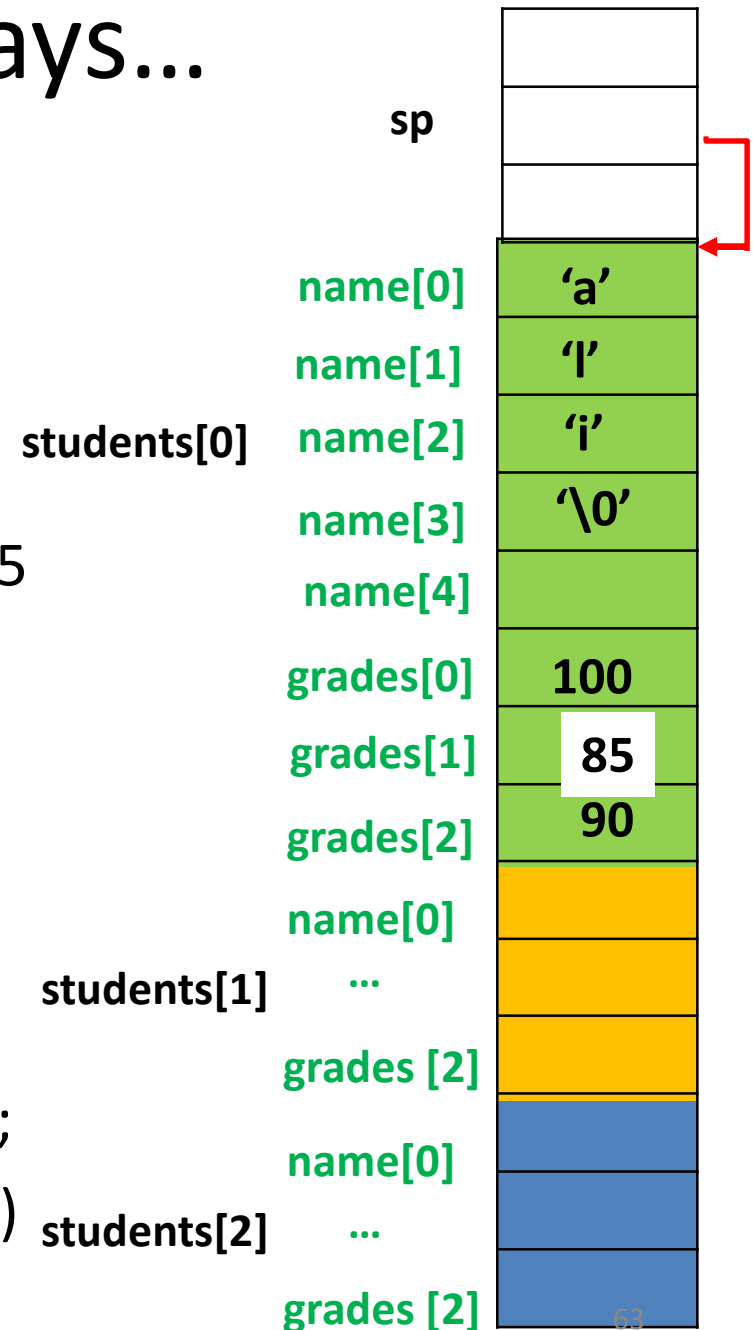 ays...
sp
name[0] ‘a’
name[1] ‘l’
students[0] name[2] ‘i’
name[3] ‘\0’
5
name[4]
grades[0] 100
grades[1] 85
grades[2] 90
name[0]
students[1] ...
grades [2]
;
name[0]
)
students[2] ...
grades [2]
63